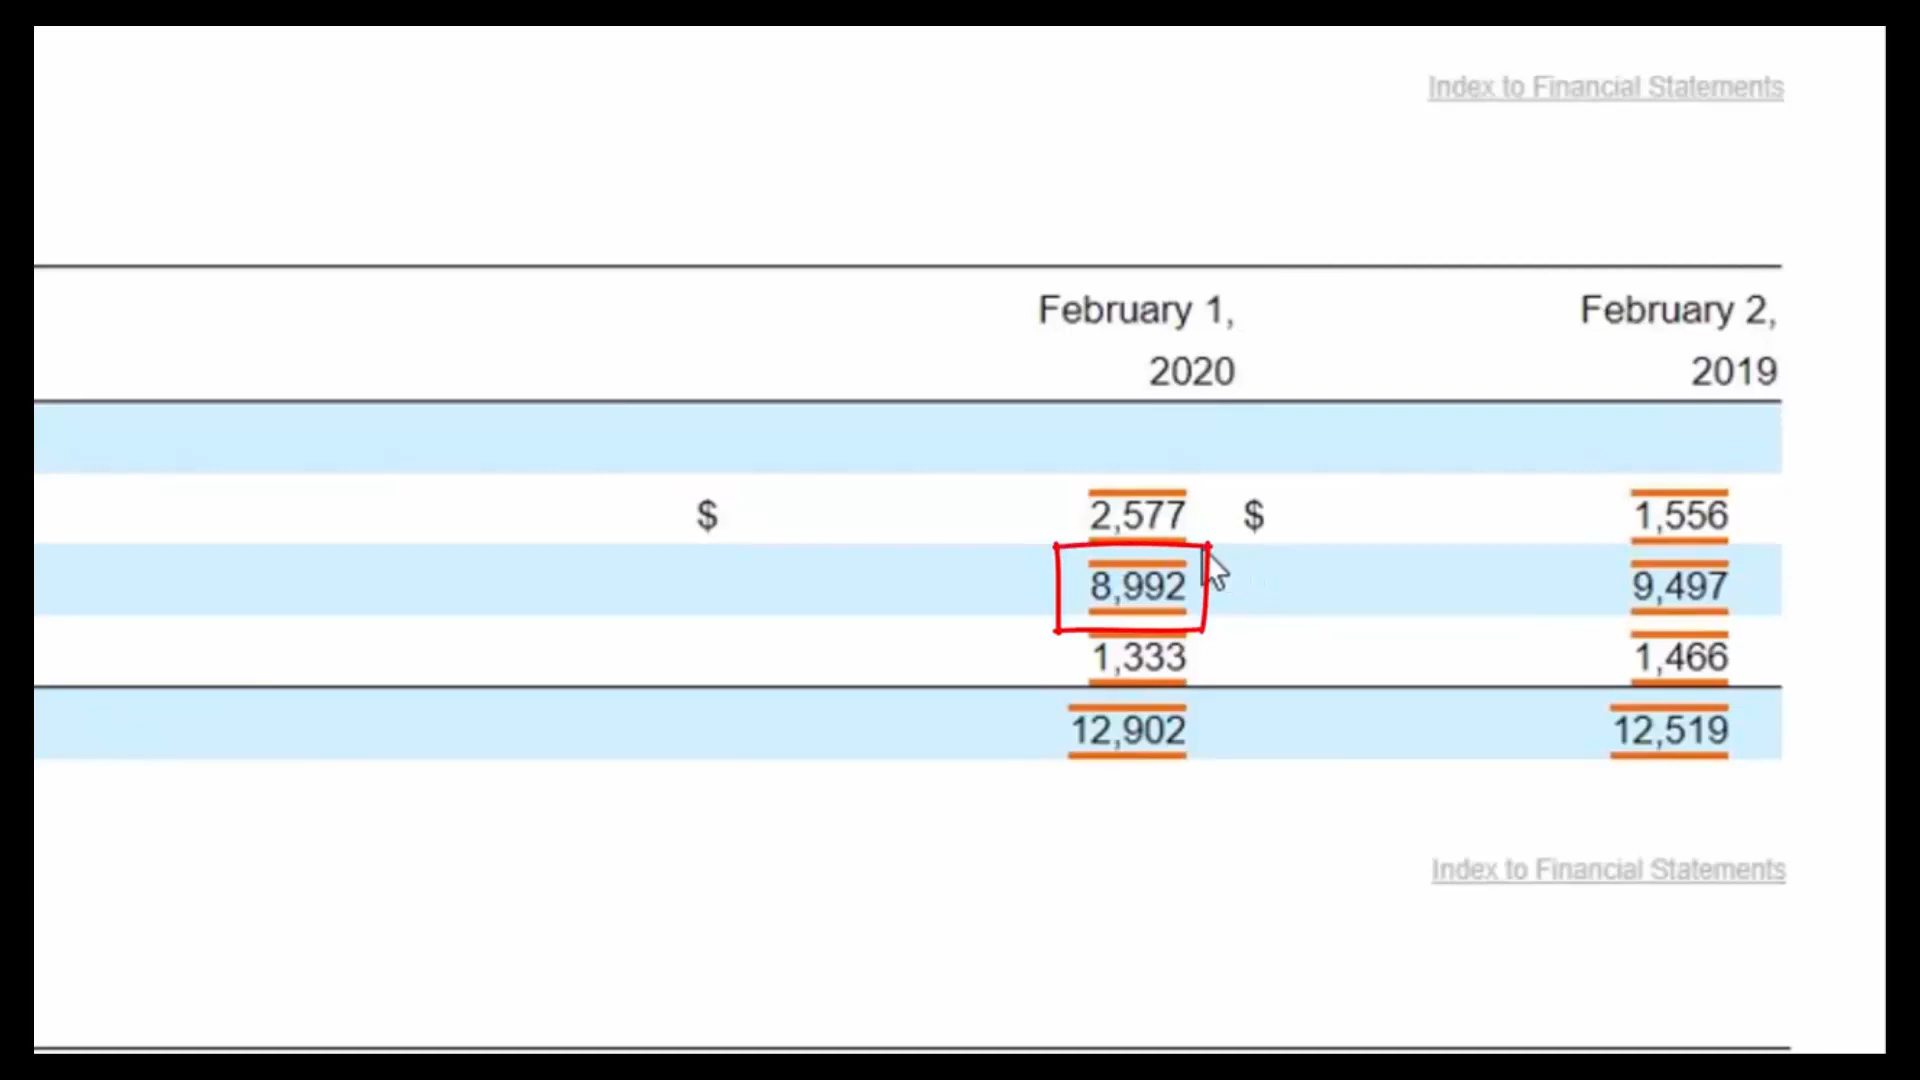 Index to Financial Statements
February 1, February 2,
2020 2019
$ 2,577 $ 1,556
8,992 9,497
1,333 1,466
12,902 12,519
Index to Financial Statements